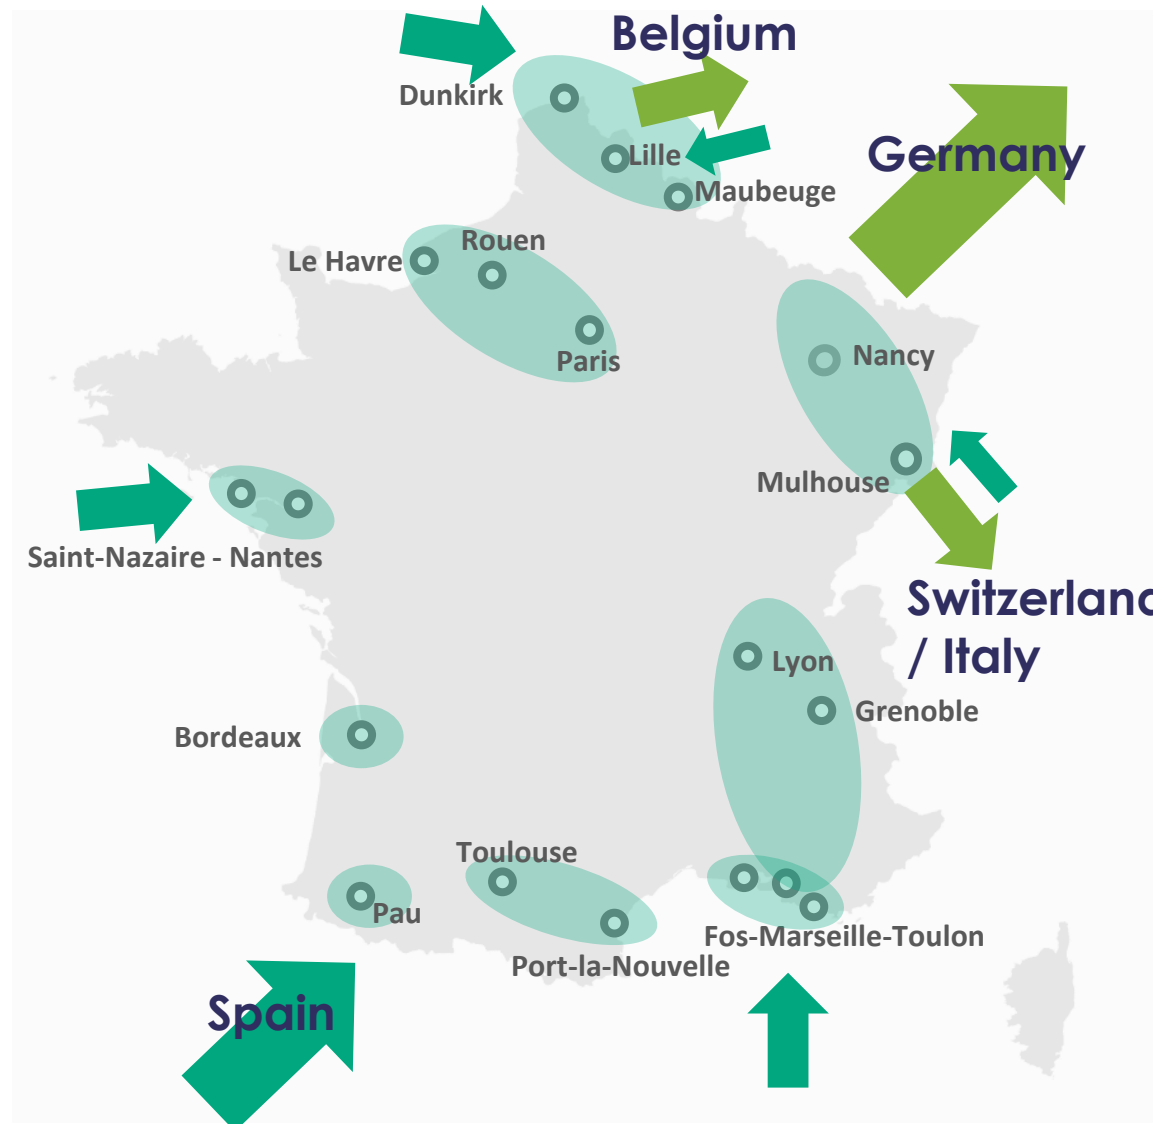 Belgium
Dunkirk
Germany
Lille
Maubeuge
Rouen
Le Havre
Nancy
Paris
Mulhouse
Saint-Nazaire - Nantes
Switzerland
/ Italy
Lyon
Grenoble
Bordeaux
Toulouse
Pau
Fos-Marseille-Toulon
Port-la-Nouvelle
Spain